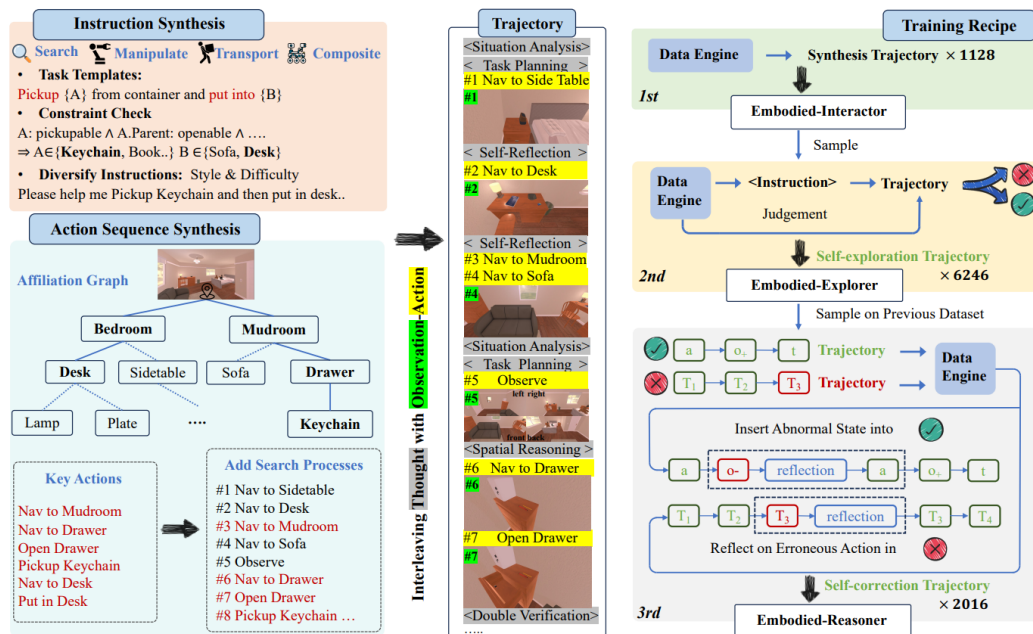 Instruction Synthesis
Search Manipulate Transport Composite
• Task Templates:
Pickup {A} from container and put into {B}
• Constraint Check
A: pickupable ∧ A.Parent: openable ∧ ….
⇒ A∈{Keychain, Book..} B ∈{Sofa, Desk}
• Diversify Instructions: Style & Difficulty
Please help me Pickup Keychain and then put in desk..
Action Sequence Synthesis
Affiliation Graph
Bedroom Mudroom
Desk Sidetable Sofa Drawer
Lamp Plate …. Keychain
Key Actions
Nav to Mudroom
Nav to Drawer
Open Drawer
Pickup Keychain
Nav to Desk
Put in Desk
Add Search Processes
#1 Nav to Sidetable
#2 Nav to Desk
#3 Nav to Mudroom
#4 Nav to Sofa
#5 Observe
#6 Nav to Drawer
#7 Open Drawer
#8 Pickup Keychain …
Interleaving Thought with Observation-Action
Trajectory
<Situation Analysis>
< Task Planning >
#1 Nav to Side Table
#1
< Self-Reflection >
#2 Nav to Desk
#2
< Self-Reflection >
#3 Nav to Mudroom
#4 Nav to Sofa
#4
<Situation Analysis>
< Task Planning >
#5 Observe
#5
left right
front back
<Spatial Reasoning>
#6 Nav to Drawer
#6
#7 Open Drawer
#7
<Double Verification>
…..
Training Recipe
Data Engine Synthesis Trajectory × 1128
1st
Embodied-Interactor
Sample
Data Engine <Instruction> Trajectory
Judgement
Self-exploration Trajectory
× 6246
2nd
Embodied-Explorer
Sample on Previous Dataset
a o+ t Trajectory
T1 T2 T3 Trajectory
Data Engine
Insert Abnormal State into
a o- reflection a o+ t
T1 T2 T3 reflection T3 T4
Reflect on Erroneous Action in
Self-correction Trajectory
× 2016
3rd
Embodied-Reasoner